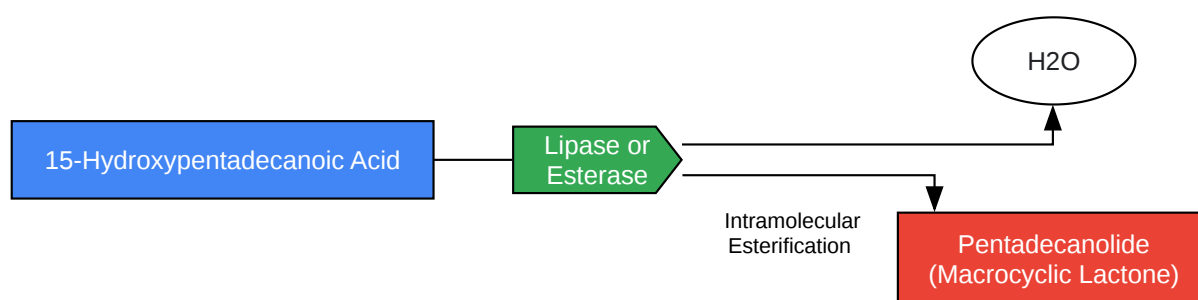 H2O
15-Hydroxypentadecanoic Acid
Lipase or
Esterase
Intramolecular
Esterification
Pentadecanolide
(Macrocyclic Lactone)